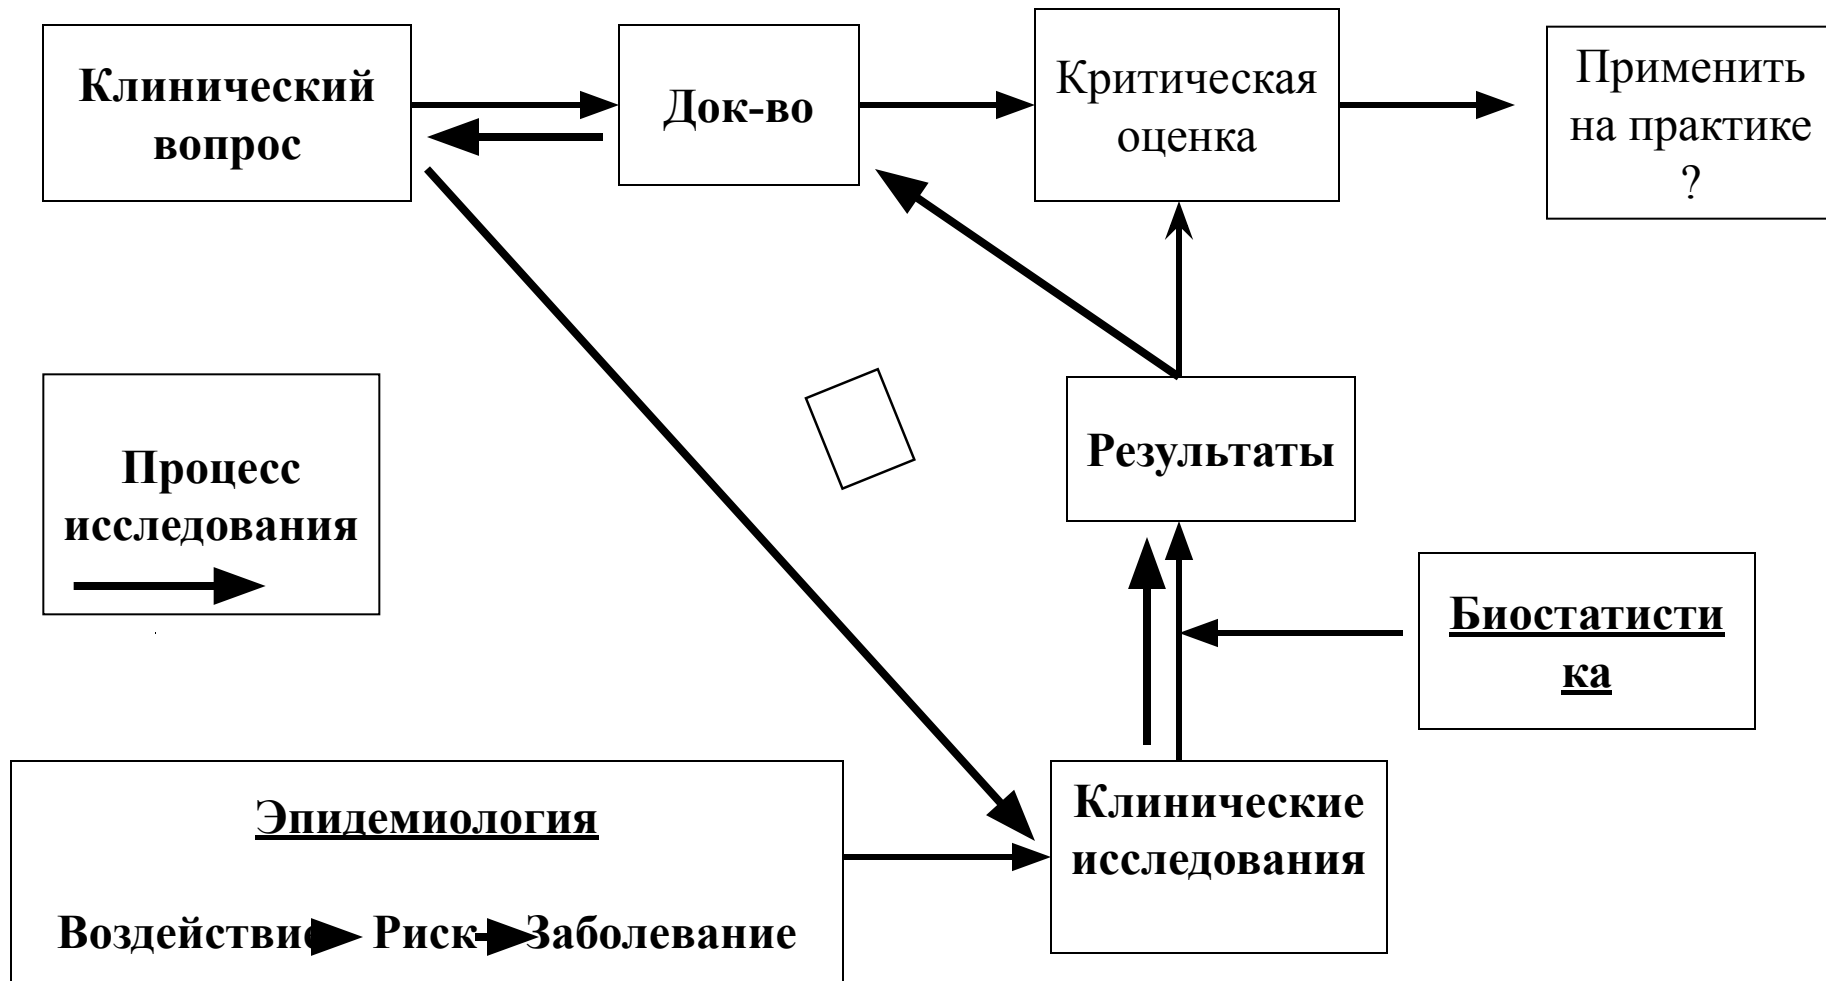 Клинический
вопрос
Док-во
Критическая
оценка
Применить
на практике
?
Процесс
исследования
Результаты
Биостатисти
ка
Эпидемиология
Воздействие Риск Заболевание
Клинические
исследования